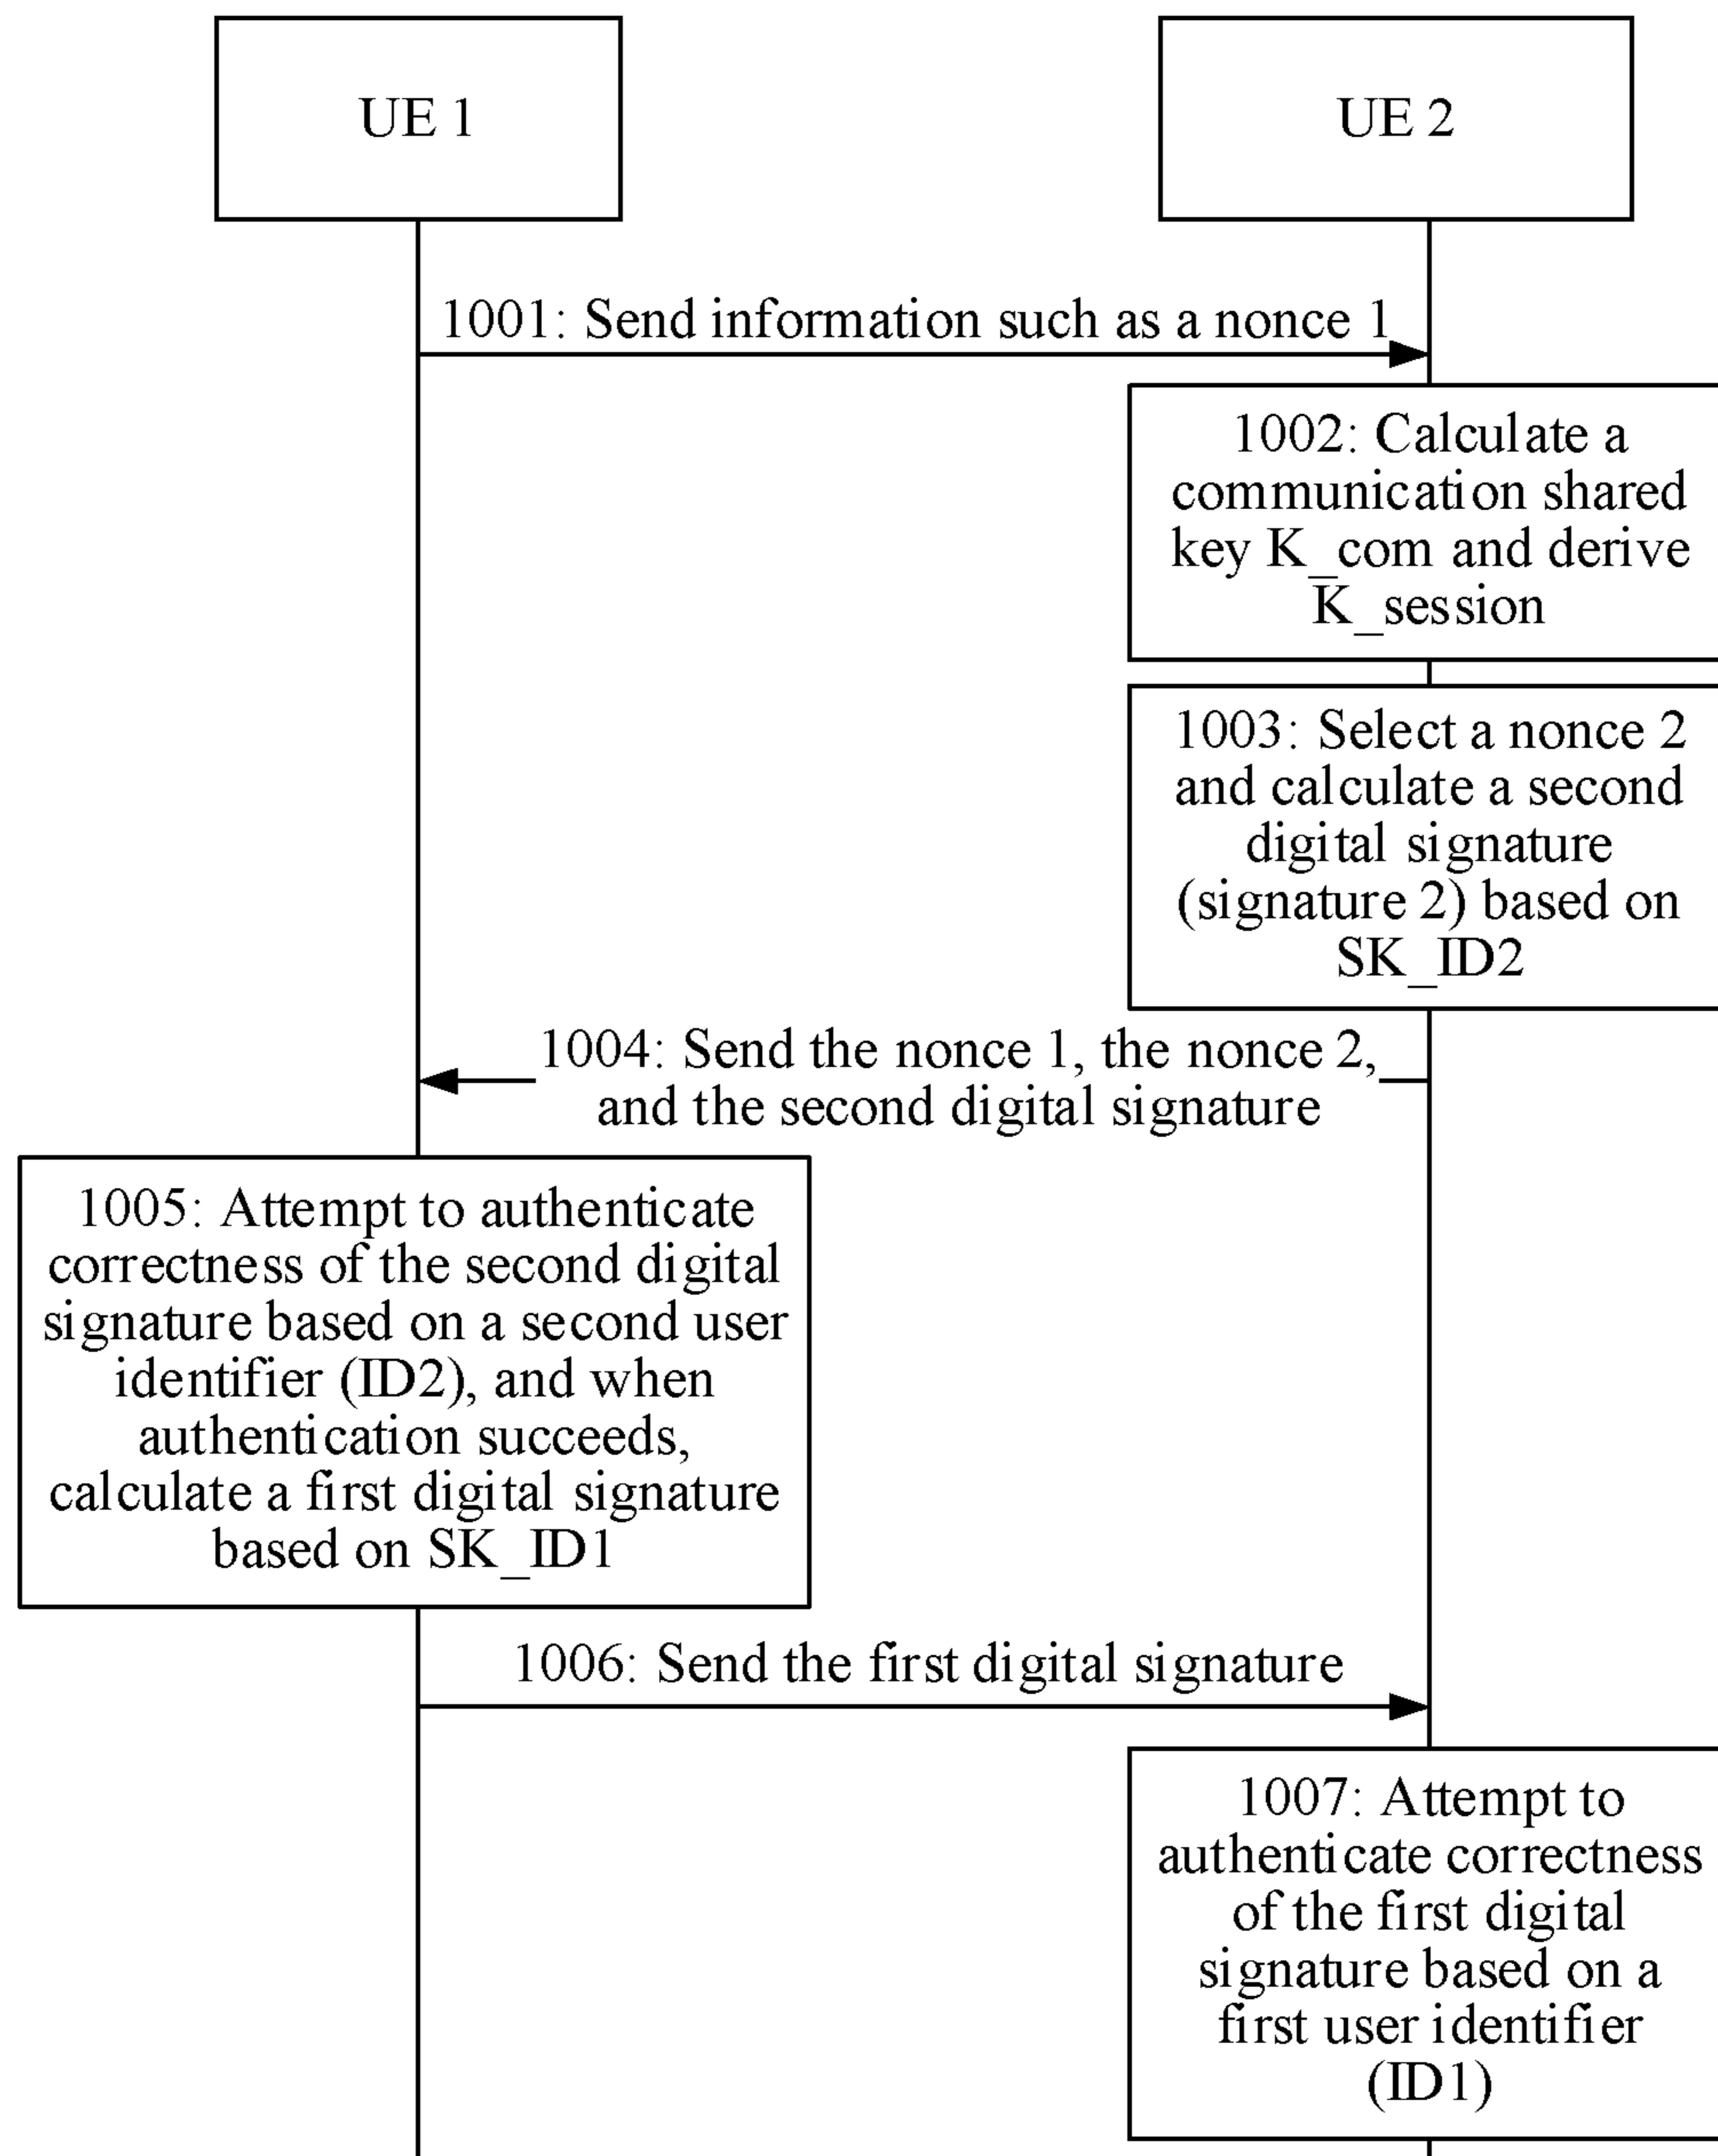 UE 1
UE 2
1001: Send information such as a nonce 1
1002: Calculate a
communication shared
key K_com and derive
K_session
1003: Select a nonce 2
and calculate a second
digital signature
(signature 2) based on
SK_ID2
1004: Send the nonce 1, the nonce 2,
and the second digital signature
1005: Attempt to authenticate
correctness of the second digital
signature based on a second user
identifier (ID2), and when
authentication succeeds,
calculate a first digital signature
based on SK_ID1
1006: Send the first digital signature
1007: Attempt to
authenticate correctness
of the first digital
signature based on a
first user identifier
(ID1)